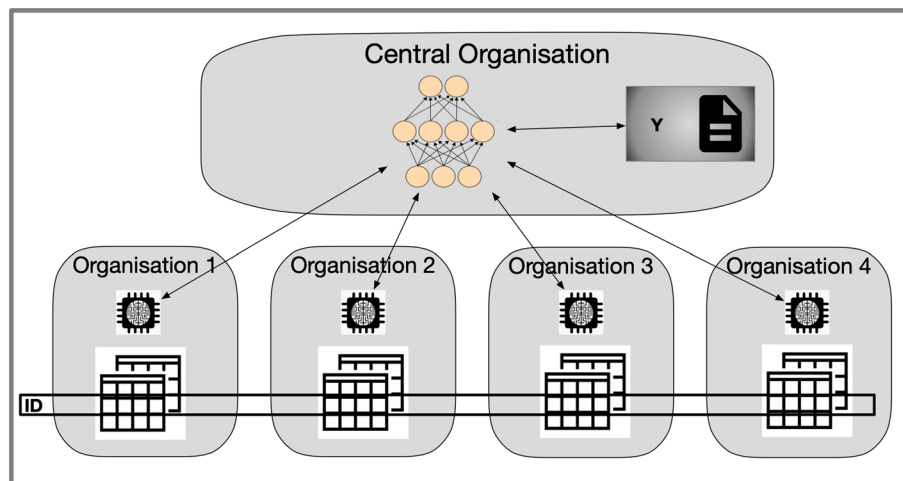 Central Organisation
Y
Organisation 1
Organisation 2
Organisation 3
Organisation 4
ID